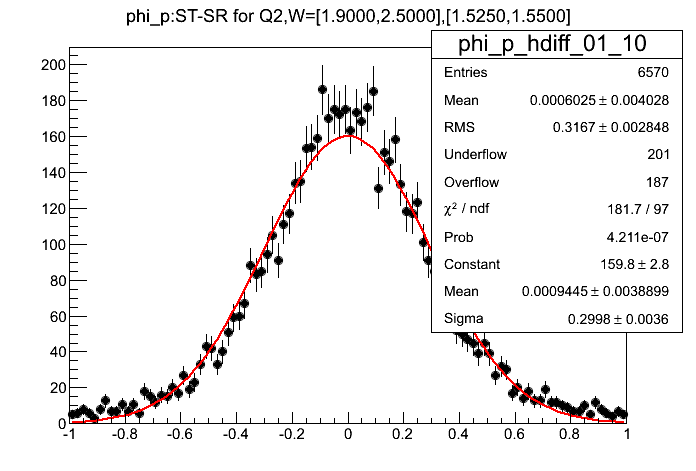 phi_p:ST-SR for Q2,W=[1.9000,2.5000],[1.5250,1.5500]
phi_p_hdiff_01_10
Entries 6570
Mean 0.0006025 ± 0.004028
RMS 0.3167 ± 0.002848
Underflow 201
Overflow 187
χ² / ndf 181.7 / 97
Prob 4.211e-07
Constant 159.8 ± 2.8
Mean 0.0009445 ± 0.0038899
Sigma 0.2998 ± 0.0036
200
180
160
140
120
100
80
60
40
20
0
-1 -0.8 -0.6 -0.4 -0.2 0 0.2 0.4 0.6 0.8 1